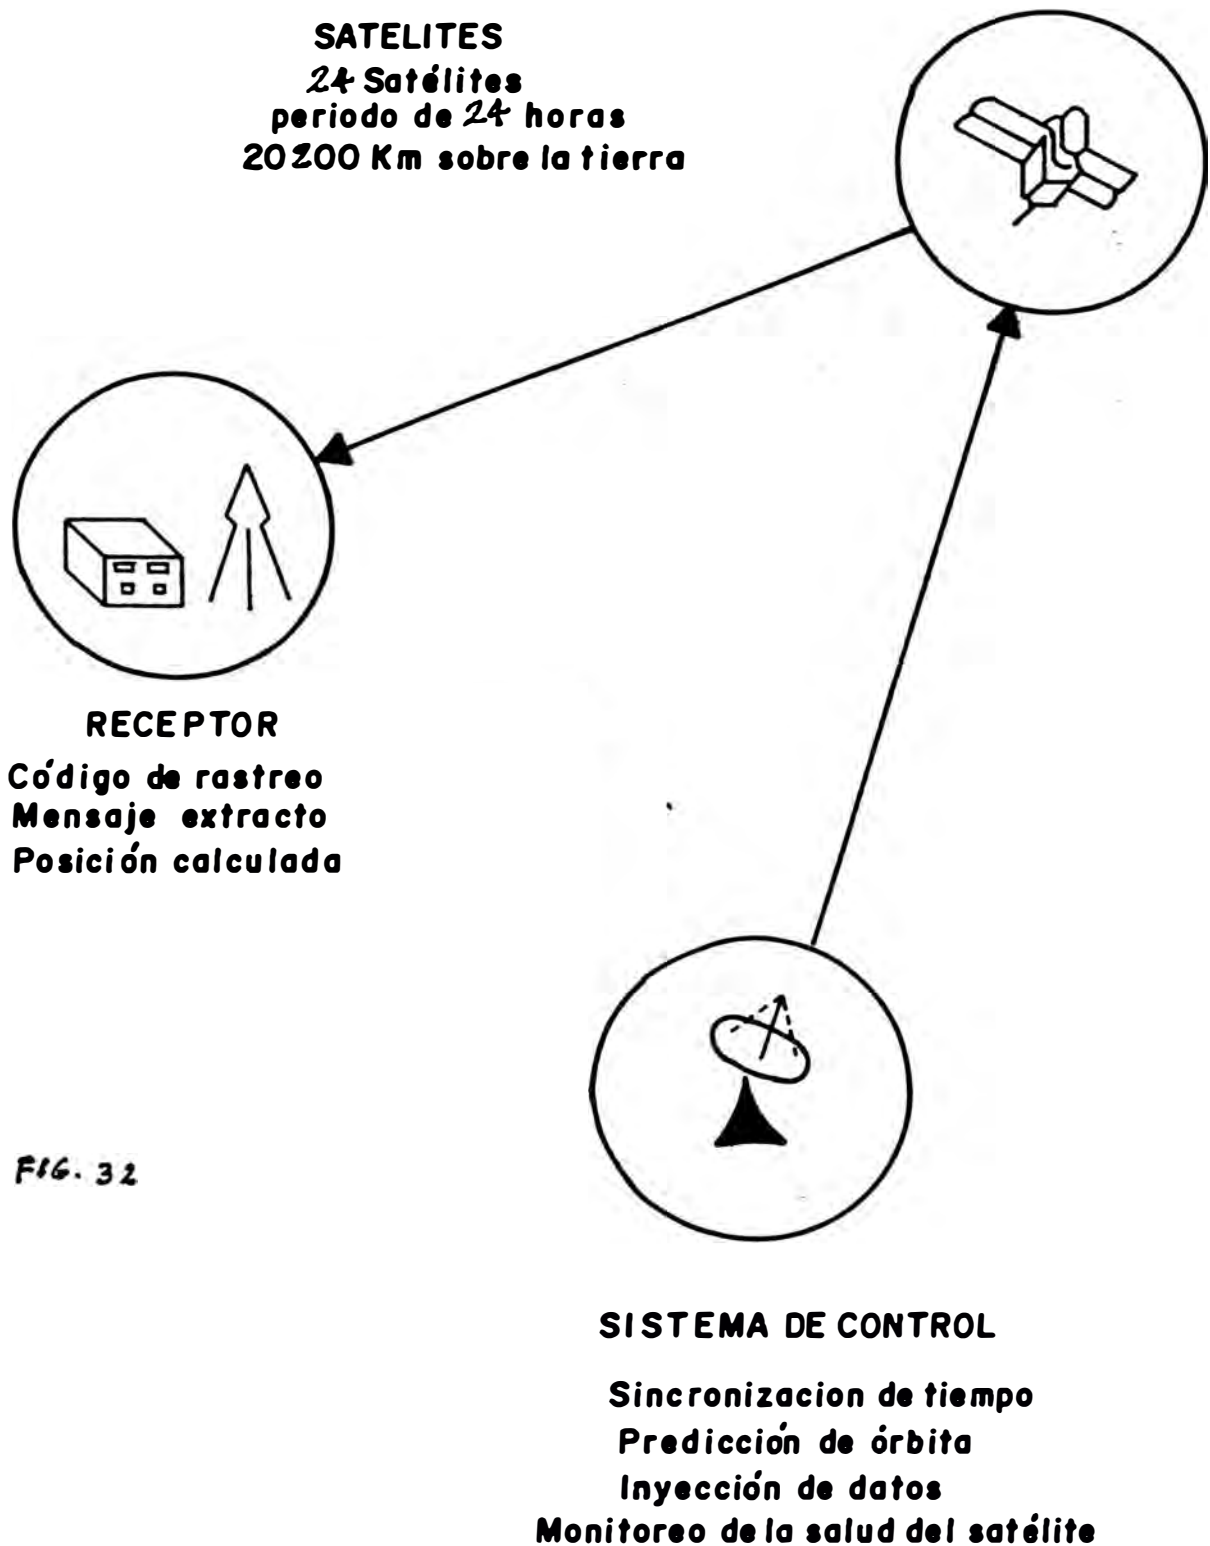 SATELITES
24 Satélites
periodo de 24 horas
20200 Km sobre la tierra
RECEPTOR
Código de rastreo
Mensaje extracto
Posición calculada
FIG. 32
SISTEMA DE CONTROL
Sincronizacion de tiempo
Predicción de órbita
Inyección de datos
Monitoreo de la salud del satélite